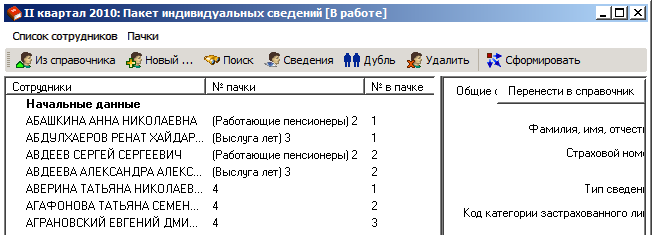 II квартал 2010: Пакет индивидуальных сведений [В работе]
Список сотрудников Пачки
Из справочника Новый ... Поиск Сведения Дубль Удалить Сформировать
Сотрудники № пачки № в пачке
Общие с Перенести в справочник
Начальные данные
АБАШКИНА АННА НИКОЛАЕВНА (Работающие пенсионеры) 2 1
АБДУЛХАЕРОВ РЕНАТ ХАЙДАР... (Выслуга лет) 3 1
АВДЕЕВ СЕРГЕЙ СЕРГЕЕВИЧ (Работающие пенсионеры) 2 2
АВДЕЕВА АЛЕКСАНДРА АЛЕКС... (Выслуга лет) 3 2
АВЕРИНА ТАТЬЯНА НИКОЛАЕВ... 4 1
АГАФОНОВА ТАТЬЯНА СЕМЕН... 4 2
АГРАНОВСКИЙ ЕВГЕНИЙ ДМИ... 4 3
Фамилия, имя, отчест
Страховой номе
Тип сведени
Код категории застрахованного ли